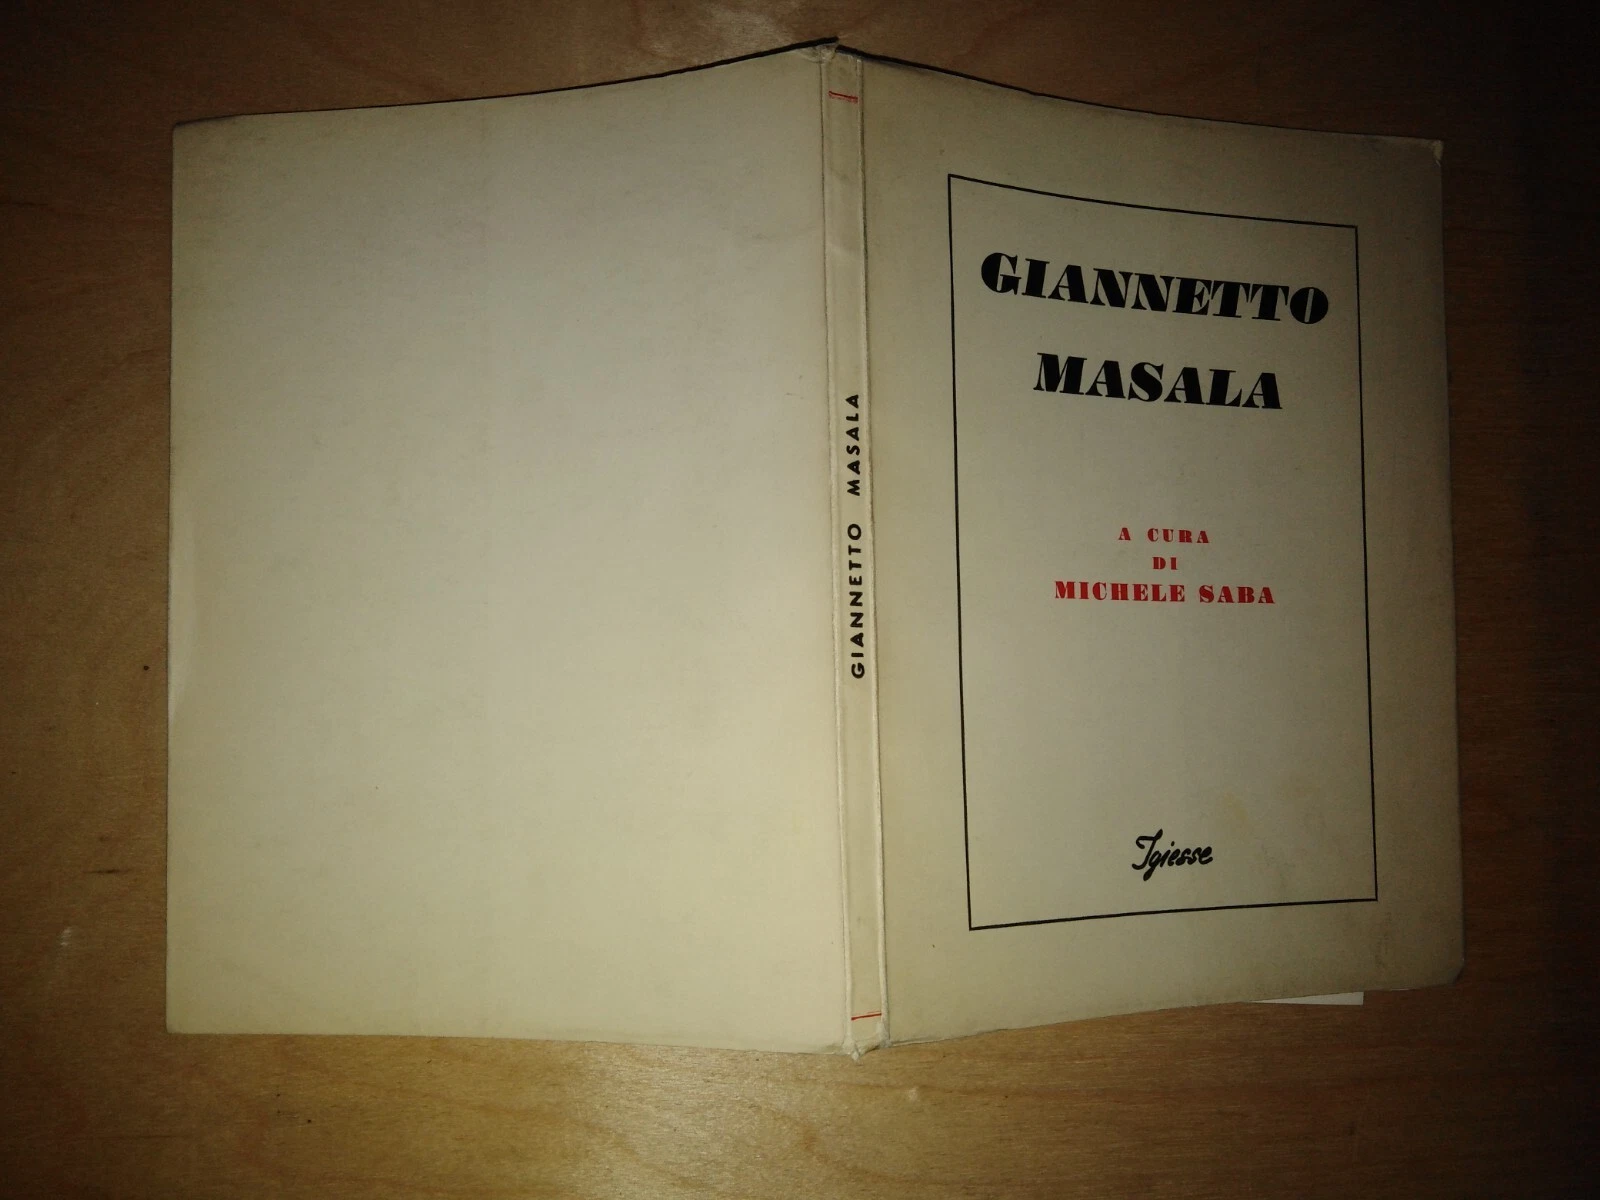 GIANNETTO MASALA
GIANNETTO
MASALA
A CURA
DI
MICHELE SABA
Igiesse